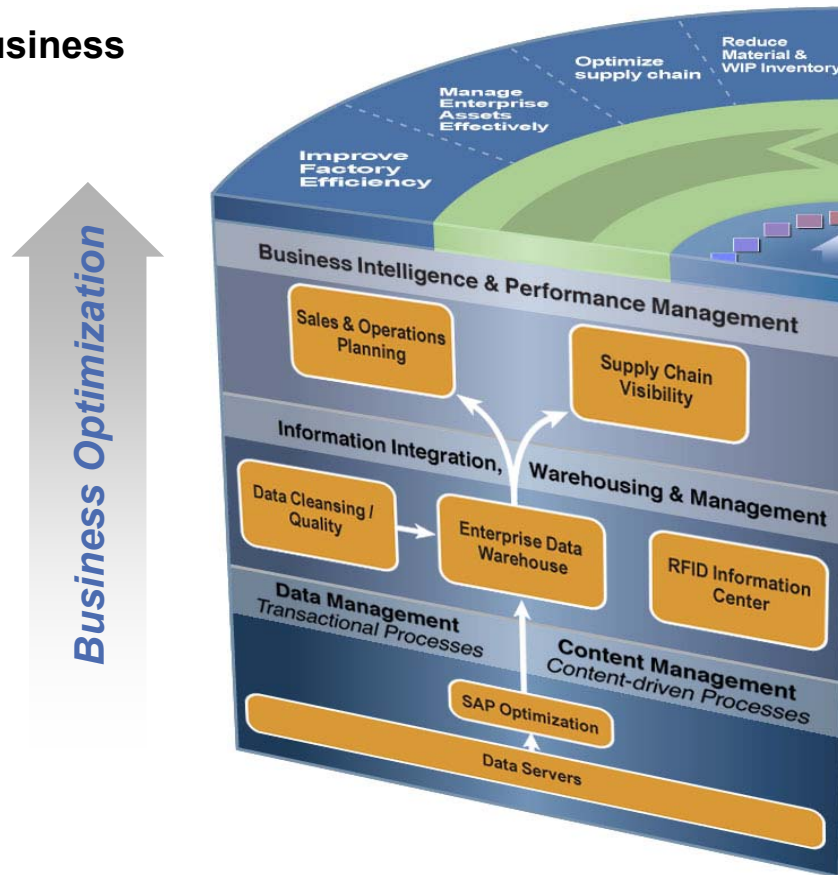 usiness
Reduce
Material &
WIP Inventory
Optimize
supply chain
Manage
Enterprise
Assets
Effectively
Improve
Factory
Efficiency
Business Optimization
Business Intelligence & Performance Management
Sales & Operations
Planning
Supply Chain
Visibility
Information Integration, Warehousing & Management
Data Cleansing /
Quality
Enterprise Data
Warehouse
RFID Information
Center
Data Management
Transactional Processes
Content Management
Content-driven Processes
SAP Optimization
Data Servers